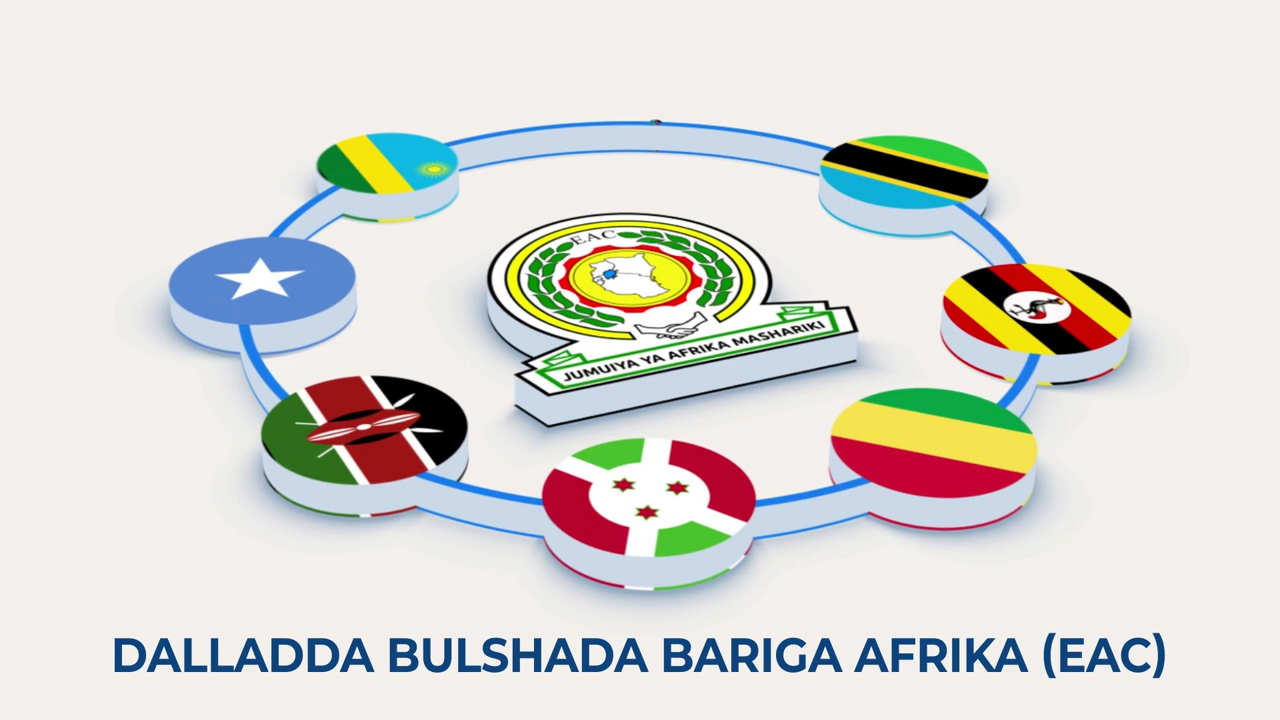 EAC
JUMUIYA YA AFRIKA MASHARIKI
DALLADDA BULSHADA BARIGA AFRIKA (EAC)